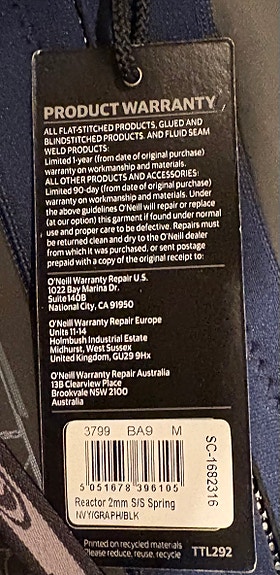 PRODUCT WARRANTY
ALL FLAT-STITCHED PRODUCTS, GLUED AND
BLINDSTITCHED PRODUCTS, AND FLUID SEAM
WELD PRODUCTS:
Limited 1-year (from date of original purchase)
warranty on workmanship and materials.
ALL OTHER PRODUCTS AND ACCESSORIES:
Limited 90-day (from date of original purchase)
warranty on workmanship and materials. Under
the above guidelines O'Neill will repair or replace
(at our option) this garment if found under normal
use and proper care to be defective. Repairs must
be returned clean and dry to the O'Neill dealer
from which it was purchased, or sent postage
prepaid with a copy of the original receipt to:
O'Neill Warranty Repair U.S.
1022 Bay Marina Dr.
Suite 140B
National City, CA 91950
O'Neill Warranty Repair Europe
Units 11-14
Holmbush Industrial Estate
Midhurst, West Sussex
United Kingdom, GU29 9Hx
O'Neill Warranty Repair Australia
13B Clearview Place
Brookvale NSW 2100
Australia
3799 BA9 M
5 051678 396105
Reactor 2mm S/S Spring
NVY/GRAPH/BLK
SC-1682316
Printed on recycled materials
Please reduce, reuse, recycle TTL292